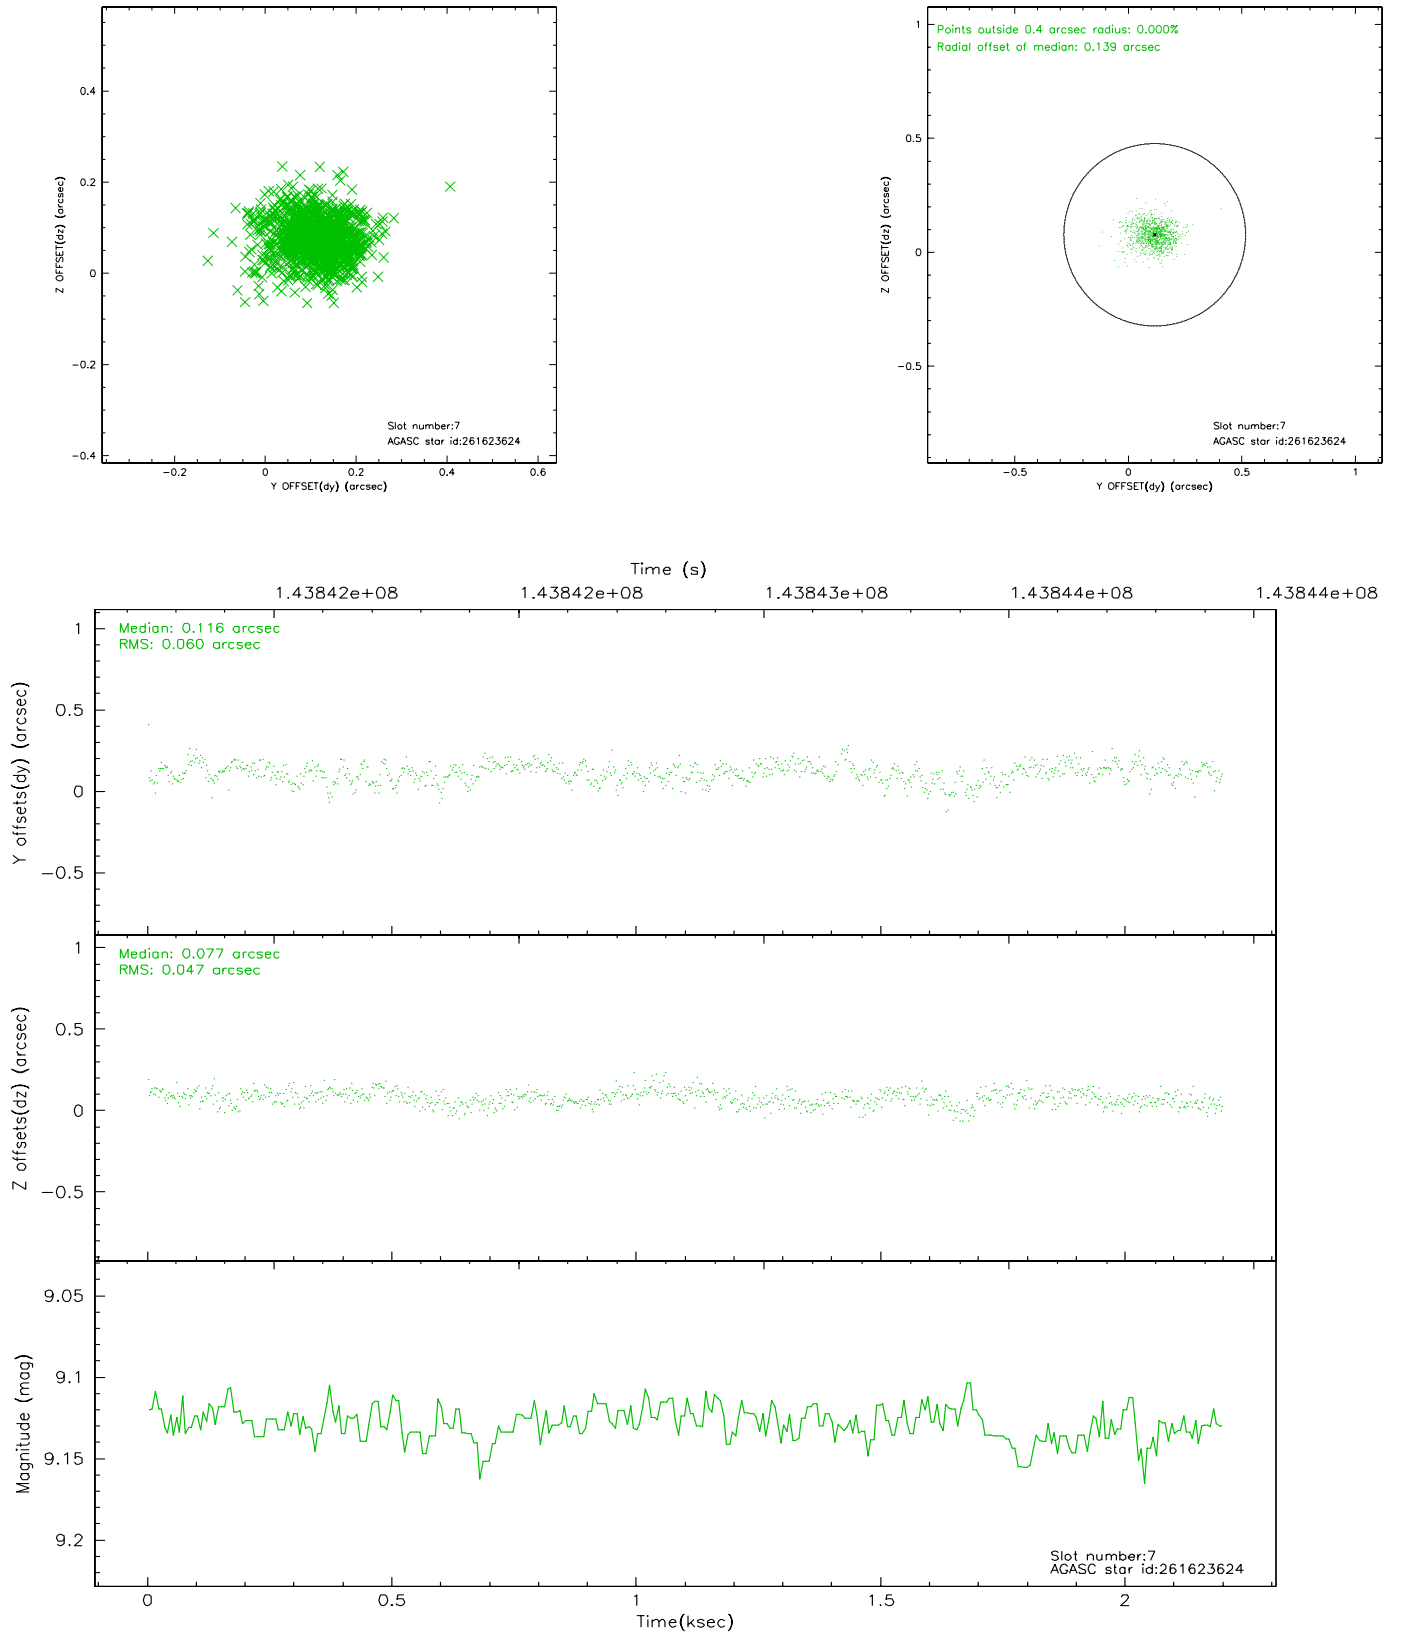 0.4
0.2
0
−0.2
−0.4
Z OFFSET(dz) (arcsec)
Slot number:7
AGASC star id:261623624
−0.2 0 0.2 0.4 0.6
Y OFFSET(dy) (arcsec)
Points outside 0.4 arcsec radius: 0.000%
Radial offset of median: 0.139 arcsec
1
0.5
0
−0.5
Z OFFSET(dz) (arcsec)
Slot number:7
AGASC star id:261623624
−0.5 0 0.5 1
Y OFFSET(dy) (arcsec)
Time (s)
1.43842e+08 1.43842e+08 1.43843e+08 1.43844e+08 1.43844e+08
Median: 0.116 arcsec
RMS: 0.060 arcsec
1
0.5
0
−0.5
Y offsets(dy) (arcsec)
Median: 0.077 arcsec
RMS: 0.047 arcsec
1
0.5
0
−0.5
Z offsets(dz) (arcsec)
9.05
9.1
9.15
9.2
Magnitude (mag)
Slot number:7
AGASC star id:261623624
0 0.5 1 1.5 2
Time(ksec)